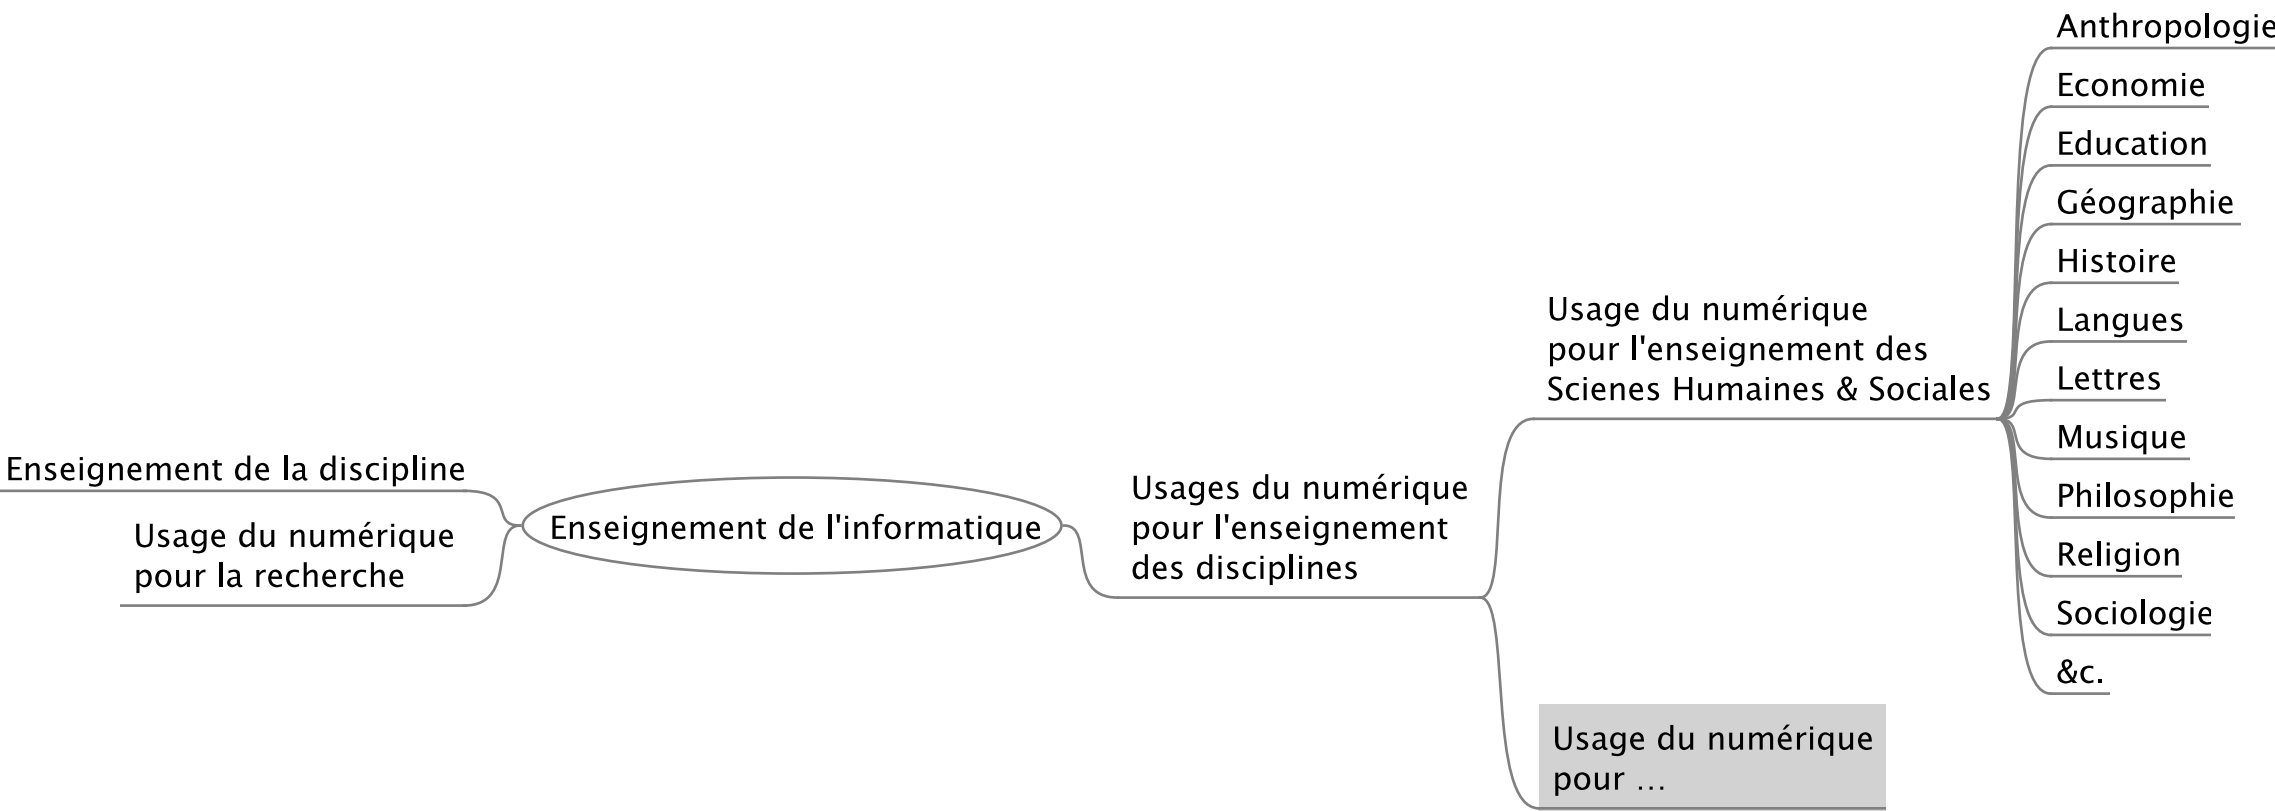 Enseignement de la discipline
Usage du numérique
pour la recherche
Enseignement de l'informatique
Usages du numérique
pour l'enseignement
des disciplines
Usage du numérique
pour l'enseignement des
Scienes Humaines & Sociales
Anthropologie
Economie
Education
Géographie
Histoire
Langues
Lettres
Musique
Philosophie
Religion
Sociologie
&c.
Usage du numérique
pour …